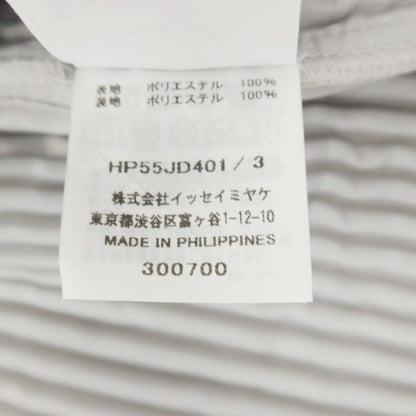 表地 ポリエステル 100%
裏地 ポリエステル 100%
HP55JD401 / 3
株式会社イッセイミヤケ
東京都渋谷区富ヶ谷1-12-10
MADE IN PHILIPPINES
300700